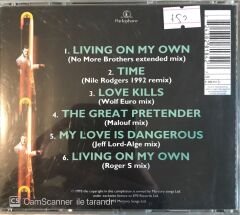 Parlophone
152
1. LIVING ON MY OWN
(No More Brothers extended mix)
2. TIME
(Nile Rodgers 1992 remix)
3. LOVE KILLS
(Wolf Euro mix)
4. THE GREAT PRETENDER
(Malouf mix)
5. MY LOVE IS DANGEROUS
(Jeff Lord-Alge mix)
6. LIVING ON MY OWN
(Roger S mix)
CS CamScanner ile tarandı